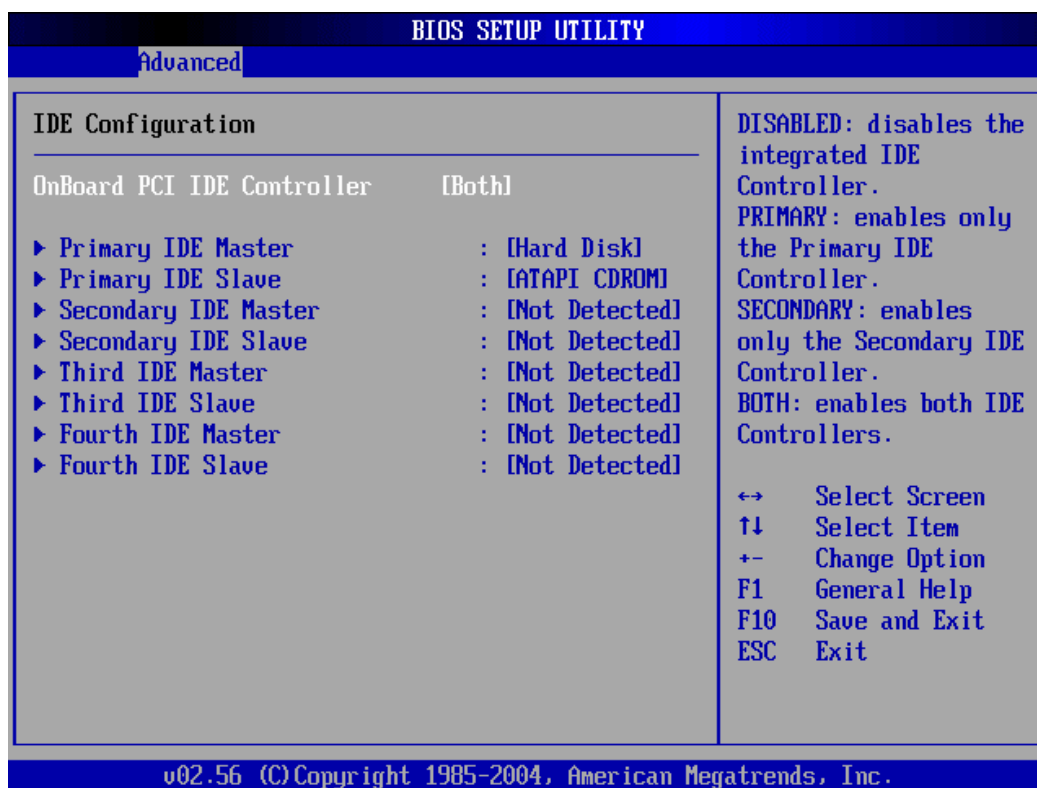 BIOS SETUP UTILITY
Advanced
IDE Configuration
OnBoard PCI IDE Controller [Both]
▶ Primary IDE Master : [Hard Disk]
▶ Primary IDE Slave : [ATAPI CDROM]
▶ Secondary IDE Master : [Not Detected]
▶ Secondary IDE Slave : [Not Detected]
▶ Third IDE Master : [Not Detected]
▶ Third IDE Slave : [Not Detected]
▶ Fourth IDE Master : [Not Detected]
▶ Fourth IDE Slave : [Not Detected]
DISABLED: disables the
integrated IDE
Controller.
PRIMARY: enables only
the Primary IDE
Controller.
SECONDARY: enables
only the Secondary IDE
Controller.
BOTH: enables both IDE
Controllers.
←→ Select Screen
↑↓ Select Item
+- Change Option
F1 General Help
F10 Save and Exit
ESC Exit
v02.56 (C)Copyright 1985-2004, American Megatrends, Inc.